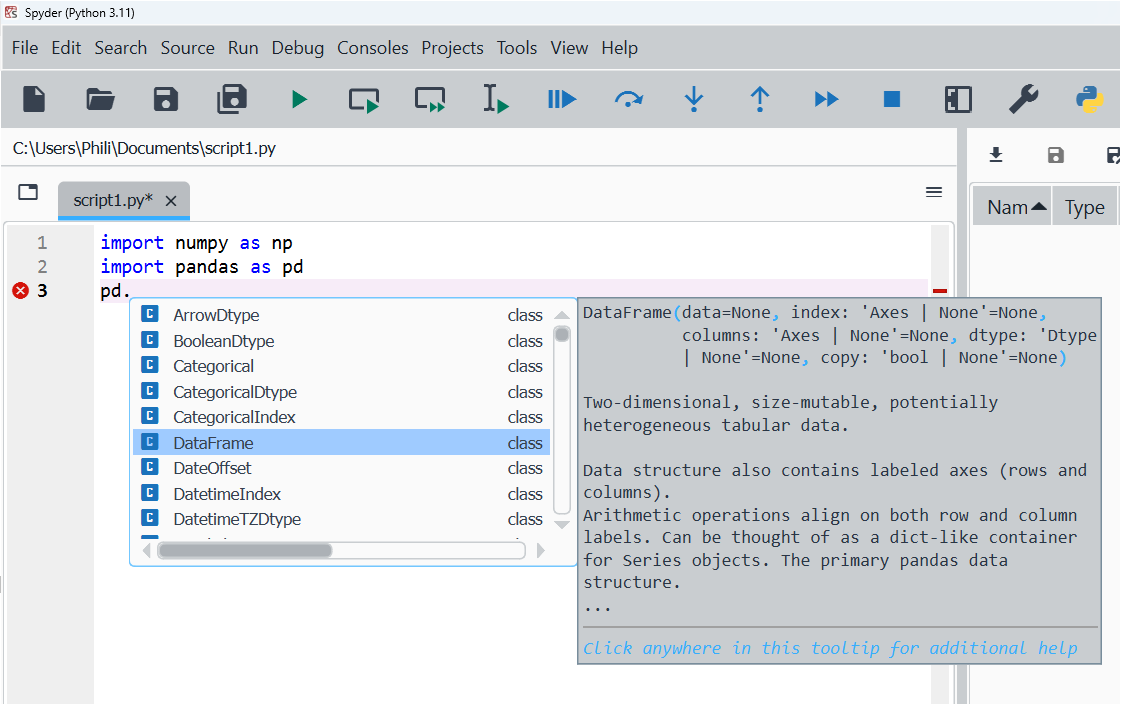 Spyder (Python 3.11)
File Edit Search Source Run Debug Consoles Projects Tools View Help
C:\Users\Phili\Documents\script1.py
script1.py*
Nam Type
1 import numpy as np
2 import pandas as pd
3 pd.
ArrowDtype class
BooleanDtype class
Categorical class
CategoricalDtype class
CategoricalIndex class
DataFrame class
DateOffset class
DatetimeIndex class
DatetimeTZDtype class
DataFrame(data=None, index: 'Axes | None'=None,
columns: 'Axes | None'=None, dtype: 'Dtype
| None'=None, copy: 'bool | None'=None)
Two-dimensional, size-mutable, potentially
heterogeneous tabular data.
Data structure also contains labeled axes (rows and
columns).
Arithmetic operations align on both row and column
labels. Can be thought of as a dict-like container
for Series objects. The primary pandas data
structure.
...
Click anywhere in this tooltip for additional help